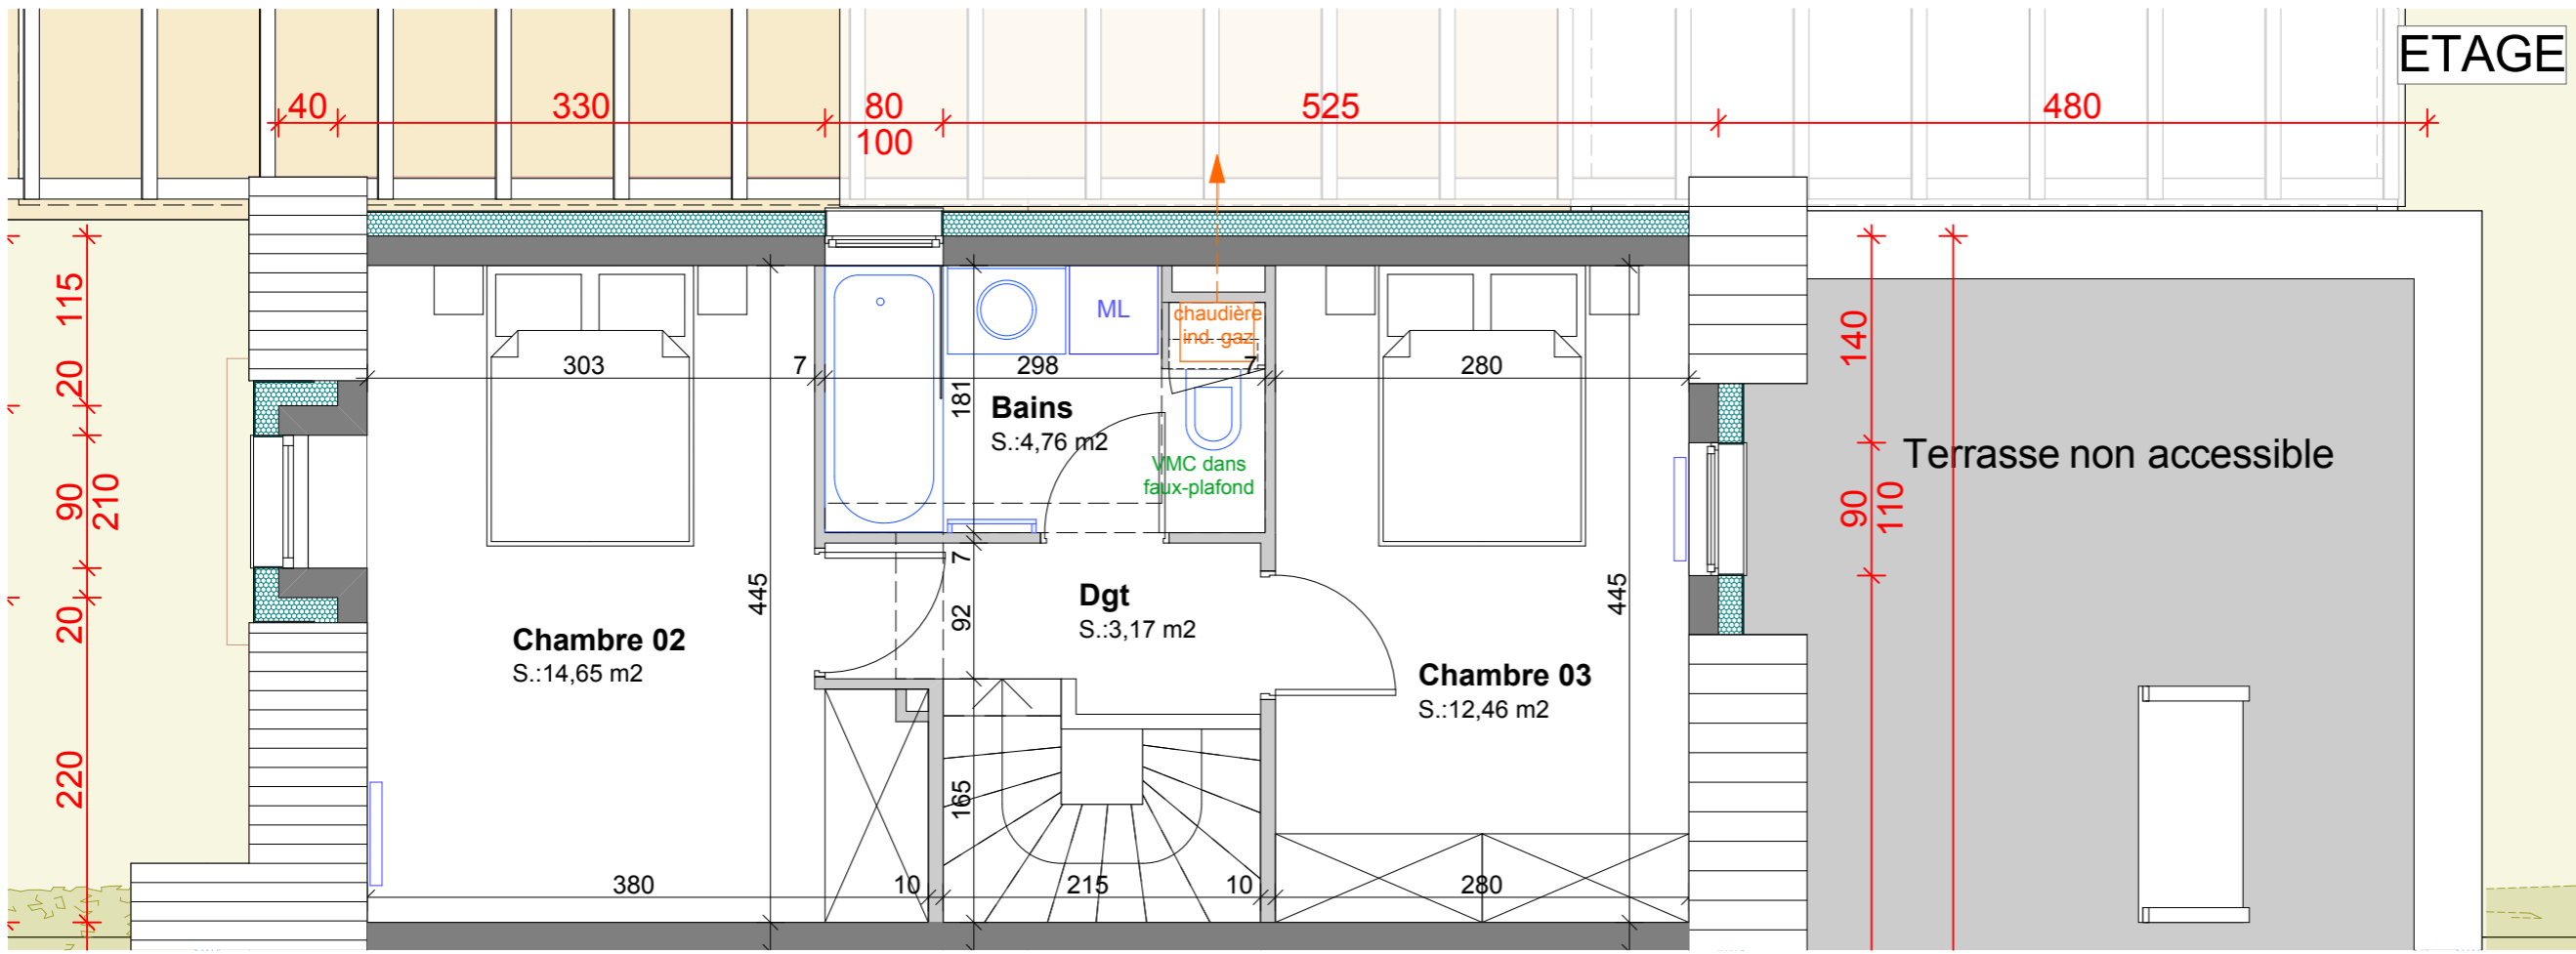 ETAGE
40
330
80
100
525
480
115
20
90
210
20
220
303
7
298
7
280
181
ML
chaudière
ind. gaz
Bains
S.:4,76 m2
VMC dans
faux-plafond
140
90
110
Terrasse non accessible
445
7
92
445
Dgt
S.:3,17 m2
Chambre 02
S.:14,65 m2
Chambre 03
S.:12,46 m2
165
380
10
215
10
280